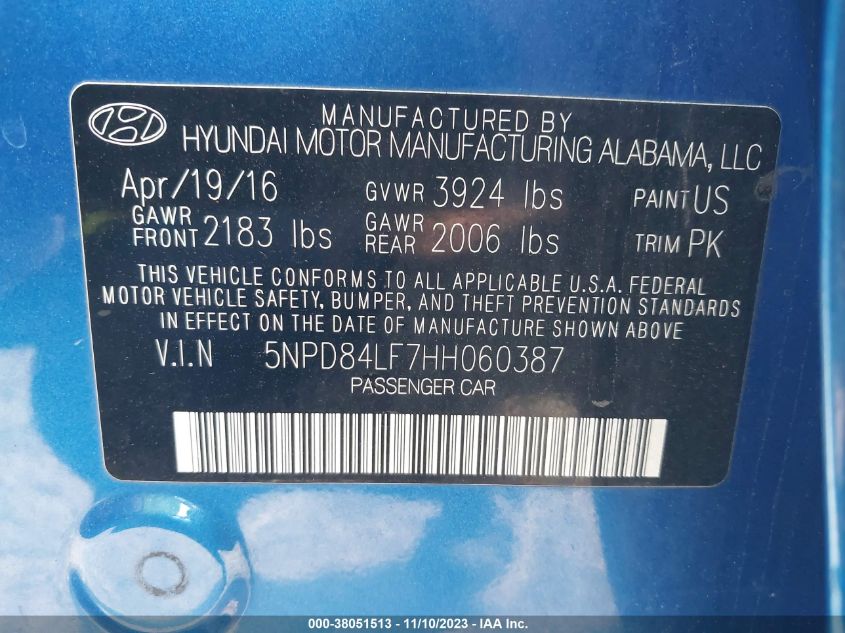 MANUFACTURED BY
HYUNDAI MOTOR MANUFACTURING ALABAMA, LLC
Apr/19/16 GVWR 3924 lbs PAINT US
GAWR FRONT 2183 lbs GAWR REAR 2006 lbs TRIM PK
THIS VEHICLE CONFORMS TO ALL APPLICABLE U.S.A. FEDERAL
MOTOR VEHICLE SAFETY, BUMPER, AND THEFT PREVENTION STANDARDS
IN EFFECT ON THE DATE OF MANUFACTURE SHOWN ABOVE
V.I.N 5NPD84LF7HH060387
PASSENGER CAR
000-38051513 - 11/10/2023 - IAA Inc.